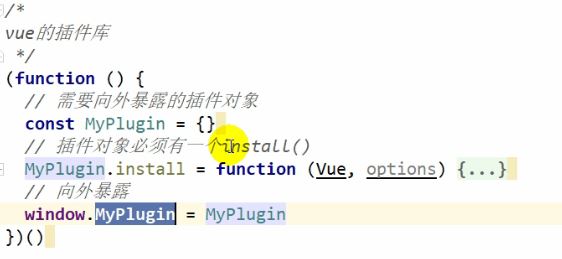 /*
vue的插件库
*/
(function () {
// 需要向外暴露的插件对象
const MyPlugin = {}
// 插件对象必须有一个install()
MyPlugin.install = function (Vue, options) {...}
// 向外暴露
window.MyPlugin = MyPlugin
})()